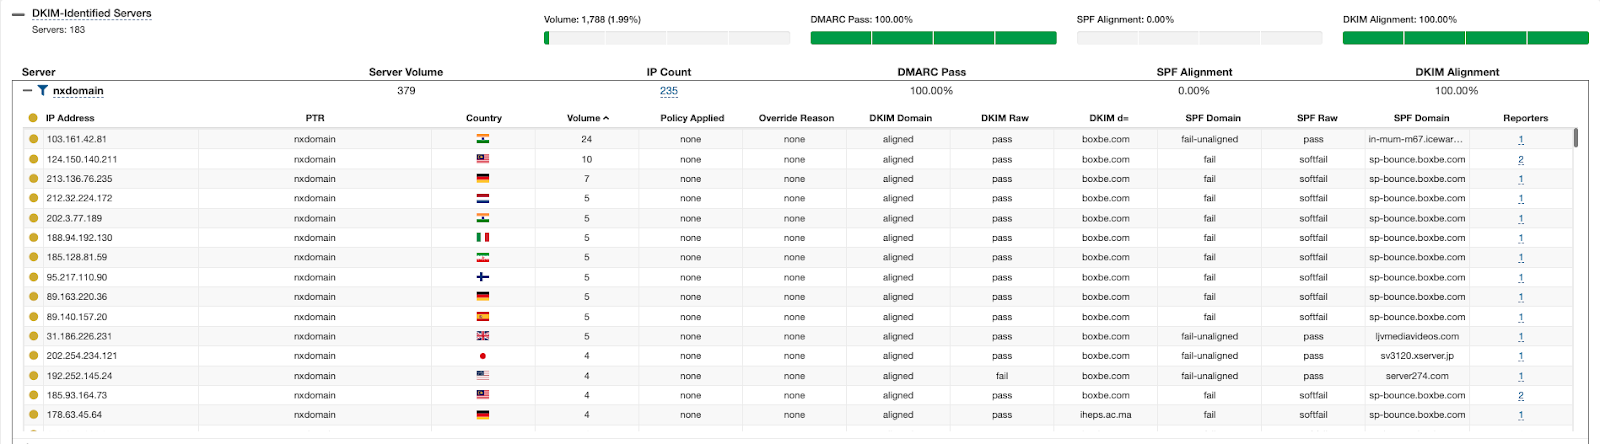 DKIM-Identified Servers
Servers: 183
Volume: 1,788 (1.99%) DMARC Pass: 100.00% SPF Alignment: 0.00% DKIM Alignment: 100.00%
Server Server Volume IP Count DMARC Pass SPF Alignment DKIM Alignment
nxdomain 379 235 100.00% 0.00% 100.00%
IP Address PTR Country Volume Policy Applied Override Reason DKIM Domain DKIM Raw DKIM d= SPF Domain SPF Raw SPF Domain Reporters
103.161.42.81 nxdomain 24 none none aligned pass boxbe.com fail-unaligned pass in-mum-m67.icewar... 1
124.150.140.211 nxdomain 10 none none aligned pass boxbe.com fail softfail sp-bounce.boxbe.com 2
213.136.76.235 nxdomain 7 none none aligned pass boxbe.com fail softfail sp-bounce.boxbe.com 1
212.32.224.172 nxdomain 5 none none aligned pass boxbe.com fail softfail sp-bounce.boxbe.com 1
202.3.77.189 nxdomain 5 none none aligned pass boxbe.com fail softfail sp-bounce.boxbe.com 1
188.94.192.130 nxdomain 5 none none aligned pass boxbe.com fail softfail sp-bounce.boxbe.com 1
185.128.81.59 nxdomain 5 none none aligned pass boxbe.com fail softfail sp-bounce.boxbe.com 1
95.217.110.90 nxdomain 5 none none aligned pass boxbe.com fail softfail sp-bounce.boxbe.com 1
89.163.220.36 nxdomain 5 none none aligned pass boxbe.com fail softfail sp-bounce.boxbe.com 1
89.140.157.20 nxdomain 5 none none aligned pass boxbe.com fail softfail sp-bounce.boxbe.com 1
31.186.226.231 nxdomain 5 none none aligned pass boxbe.com fail-unaligned pass ljvmediavideos.com 1
202.254.234.121 nxdomain 4 none none aligned pass boxbe.com fail-unaligned pass sv3120.xserver.jp 1
192.252.145.24 nxdomain 4 none none aligned fail boxbe.com fail-unaligned pass server274.com 1
185.93.164.73 nxdomain 4 none none aligned pass boxbe.com fail softfail sp-bounce.boxbe.com 2
178.63.45.64 nxdomain 4 none none aligned pass iheps.ac.ma fail softfail sp-bounce.boxbe.com 1